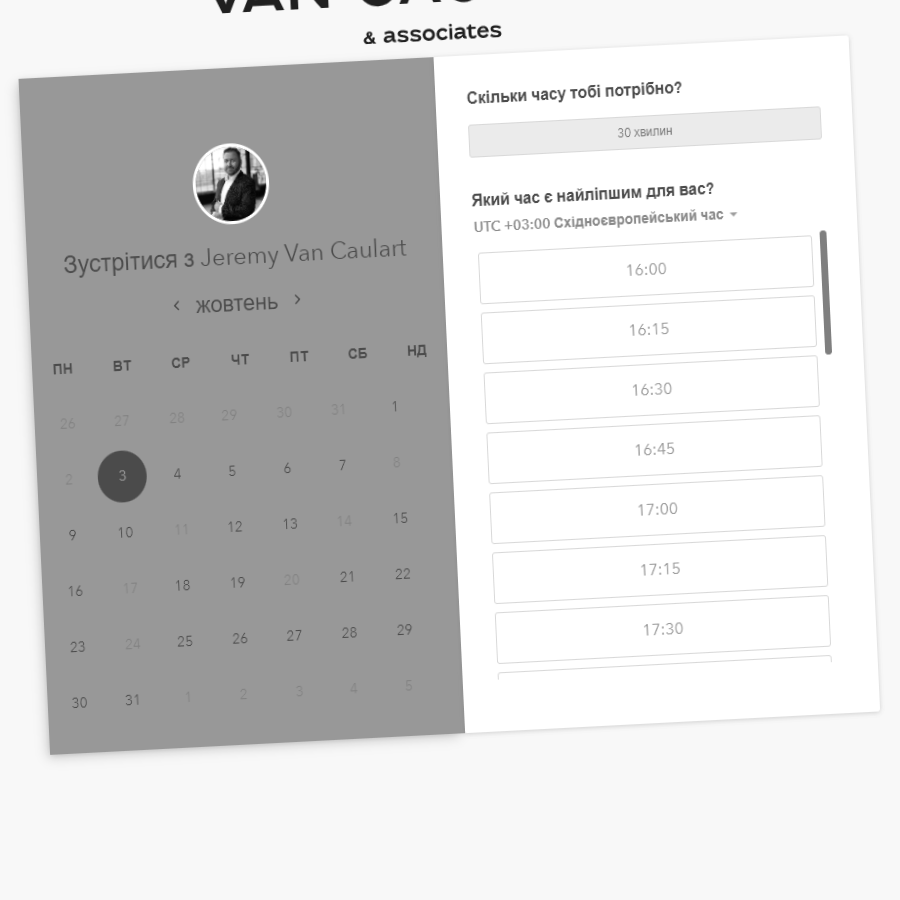 & associates
Зустрітися з Jeremy Van Caulart
‹ жовтень ›
ПН ВТ СР ЧТ ПТ СБ НД
26 27 28 29 30 31 1
2 3 4 5 6 7 8
9 10 11 12 13 14 15
16 17 18 19 20 21 22
23 24 25 26 27 28 29
30 31 1 2 3 4 5
Скільки часу тобі потрібно?
30 хвилин
Який час є найліпшим для вас?
UTC +03:00 Східноєвропейський час
16:00
16:15
16:30
16:45
17:00
17:15
17:30